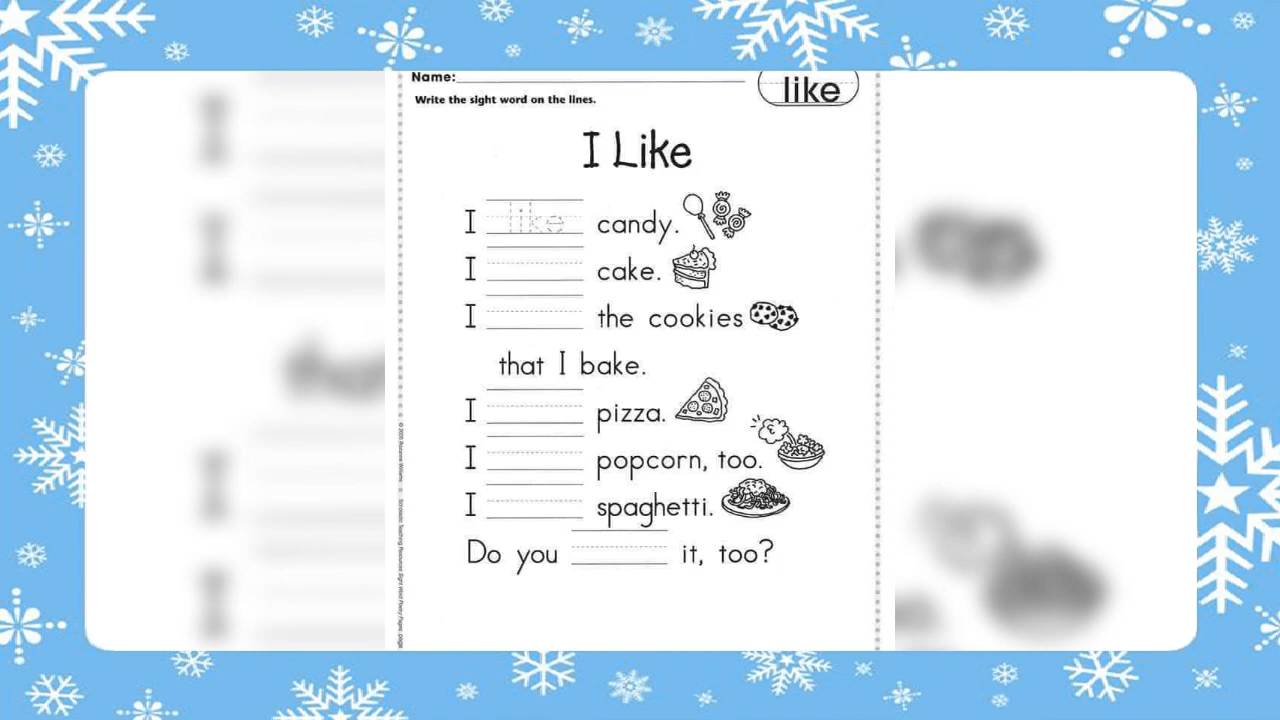 Name:
like
Write the sight word on the lines.
I Like
I like candy.
I cake.
I the cookies
that I bake.
I pizza.
I popcorn, too.
I spaghetti.
Do you it, too?